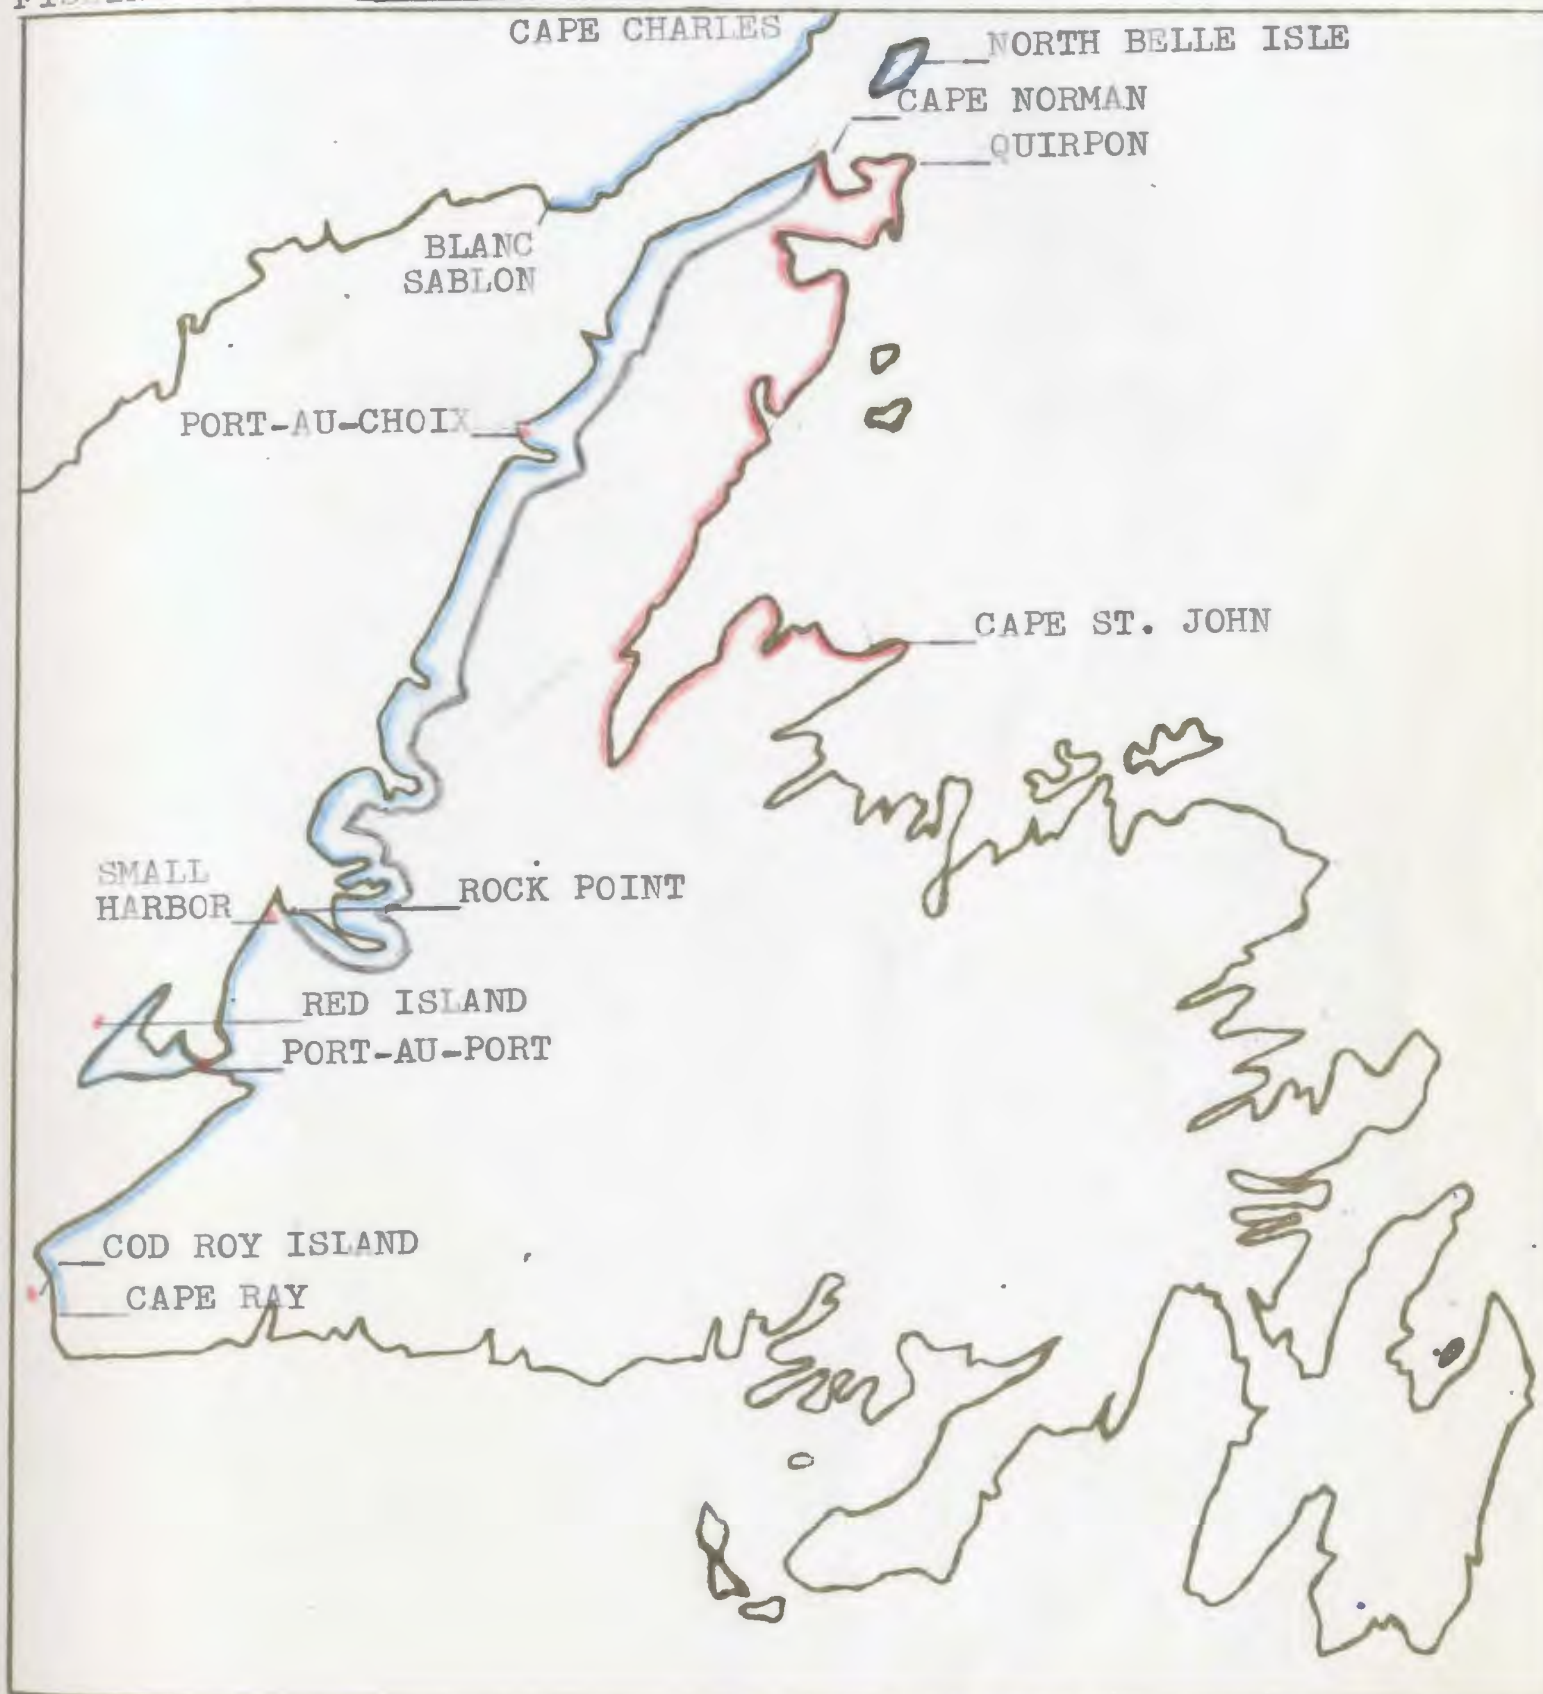 CAPE CHARLES
NORTH BELLE ISLE
CAPE NORMAN
QUIRPON
BLANC
SABLON
PORT-AU-CHOIX
CAPE ST. JOHN
SMALL
HARBOR
ROCK POINT
RED ISLAND
PORT-AU-PORT
COD ROY ISLAND
CAPE RAY